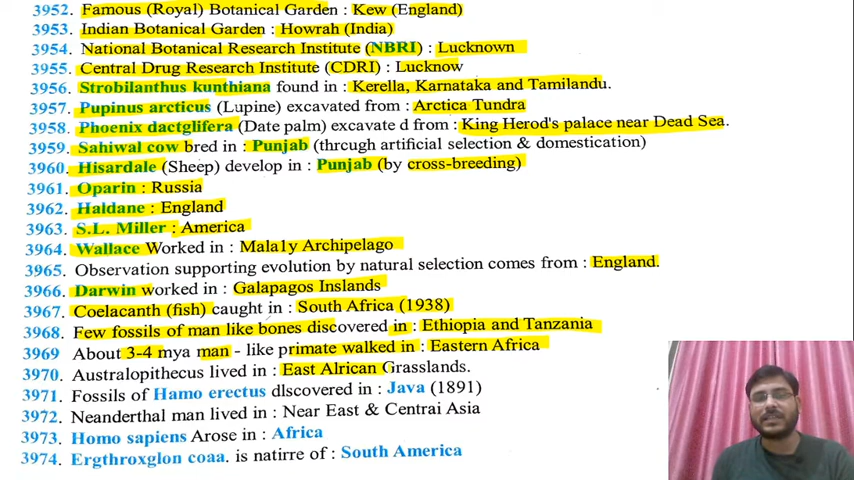 3952. Famous (Royal) Botanical Garden : Kew (England)
3953. Indian Botanical Garden : Howrah (India)
3954. National Botanical Research Institute (NBRI) : Lucknown
3955. Central Drug Research Institute (CDRI) : Lucknow
3956. Strobilanthus kunthiana found in : Kerella, Karnataka and Tamilandu.
3957. Pupinus arcticus (Lupine) excavated from : Arctica Tundra
3958. Phoenix dactglifera (Date palm) excavate d from : King Herod's palace near Dead Sea.
3959. Sahiwal cow bred in : Punjab (thrcugh artificial selection & domestication)
3960. Hisardale (Sheep) develop in : Punjab (by cross-breeding)
3961. Oparin : Russia
3962. Haldane : England
3963. S.L. Miller : America
3964. Wallace Worked in : Mala1y Archipelago
3965. Observation supporting evolution by natural selection comes from : England.
3966. Darwin worked in : Galapagos Inslands
3967. Coelacanth (fish) caught in : South Africa (1938)
3968. Few fossils of man like bones discovered in : Ethiopia and Tanzania
3969 About 3-4 mya man - like primate walked in : Eastern Africa
3970. Australopithecus lived in : East Alrican Grasslands.
3971. Fossils of Hamo erectus dlscovered in : Java (1891)
3972. Neanderthal man lived in : Near East & Centrai Asia
3973. Homo sapiens Arose in : Africa
3974. Ergthroxglon coaa. is natirre of : South America